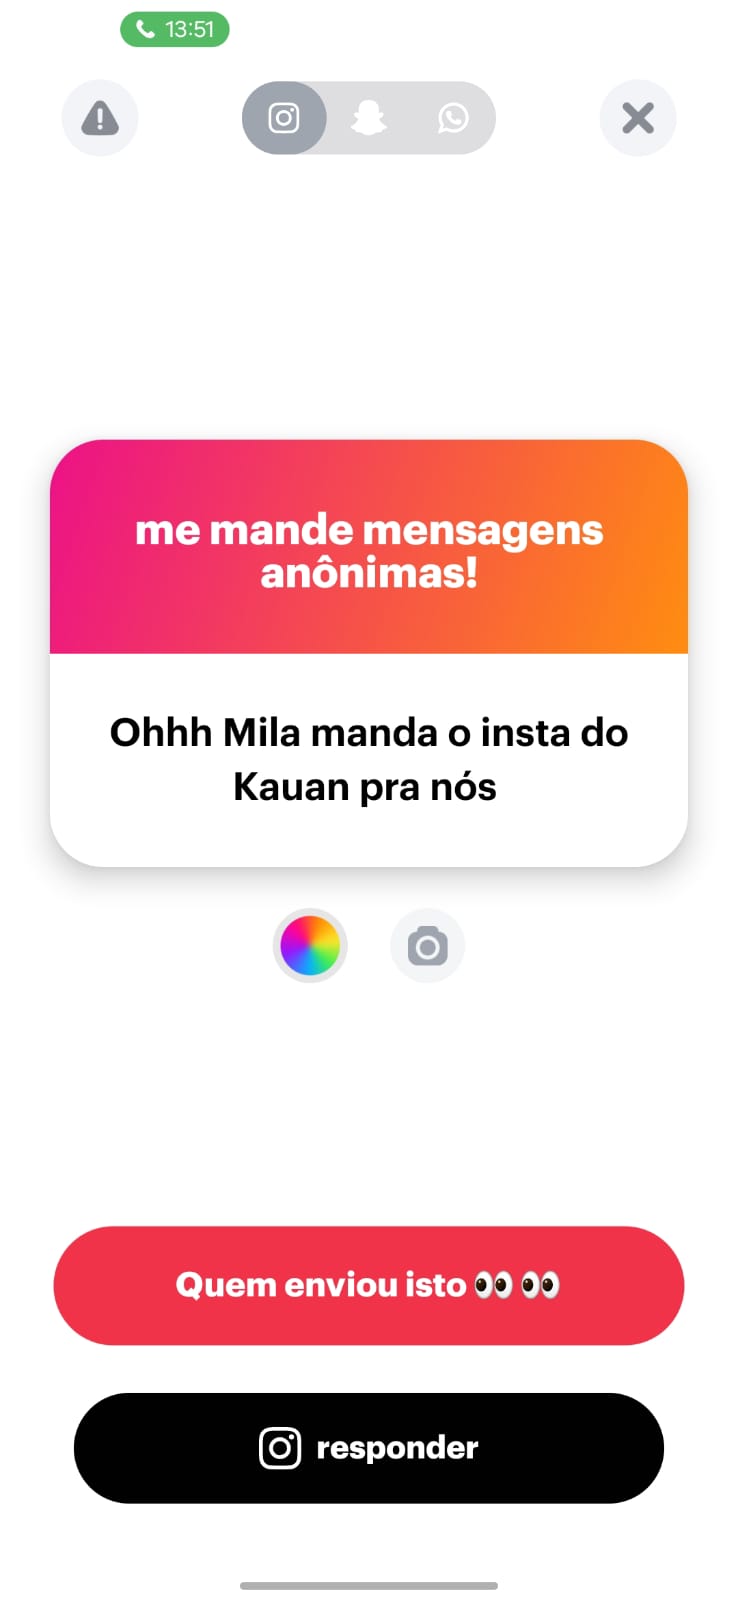 13:51
me mande mensagens
anônimas!
Ohhh Mila manda o insta do
Kauan pra nós
Quem enviou isto 👀 👀
responder